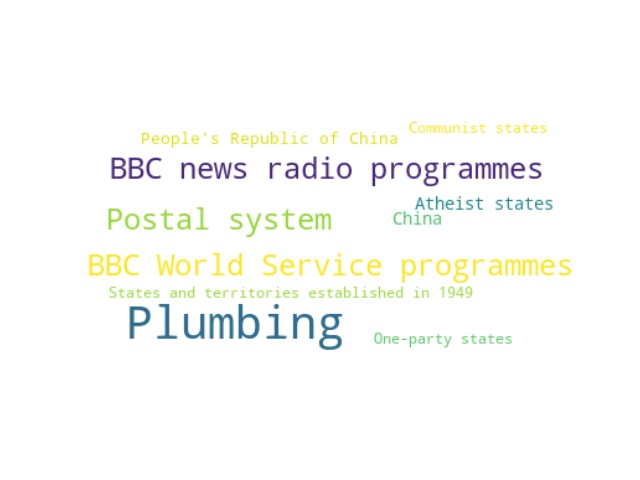 Communist states
People's Republic of China
BBC news radio programmes
Atheist states
Postal system
China
BBC World Service programmes
States and territories established in 1949
Plumbing
One-party states